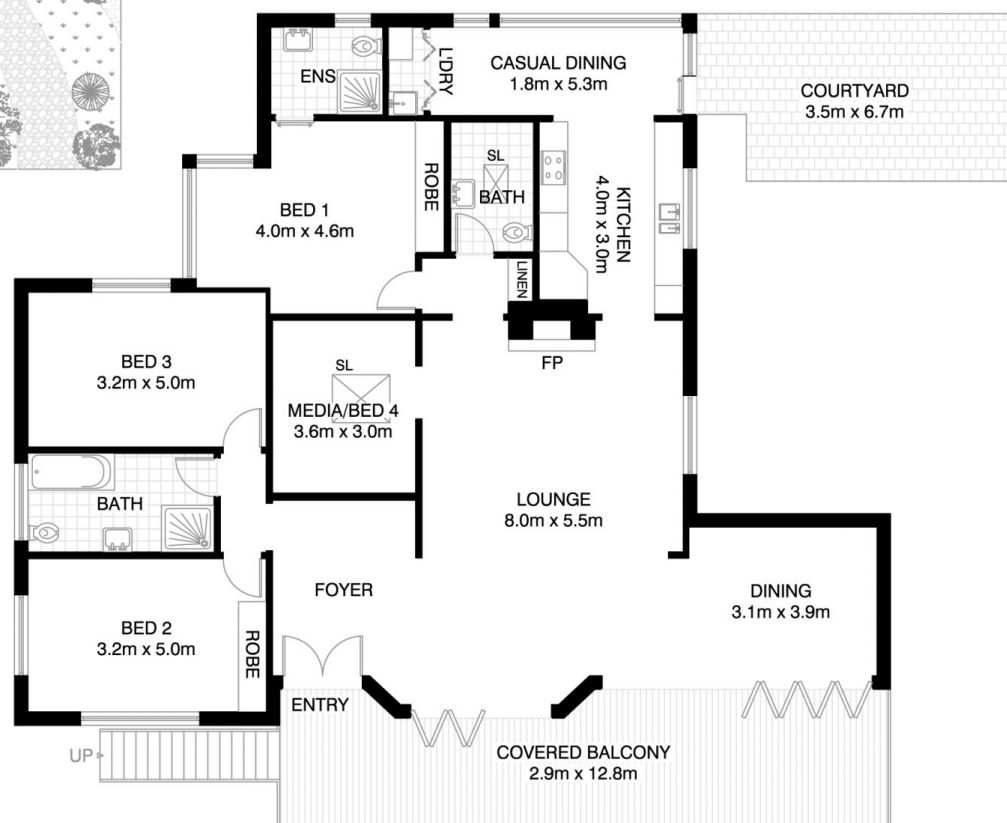 ENS
L'DRY
CASUAL DINING
1.8m x 5.3m
COURTYARD
3.5m x 6.7m
BED 1
4.0m x 4.6m
ROBE
SL
BATH
KITCHEN
4.0m x 3.0m
LINEN
FP
BED 3
3.2m x 5.0m
SL
MEDIA/BED 4
3.6m x 3.0m
BATH
LOUNGE
8.0m x 5.5m
FOYER
DINING
3.1m x 3.9m
BED 2
3.2m x 5.0m
ROBE
ENTRY
UP
COVERED BALCONY
2.9m x 12.8m